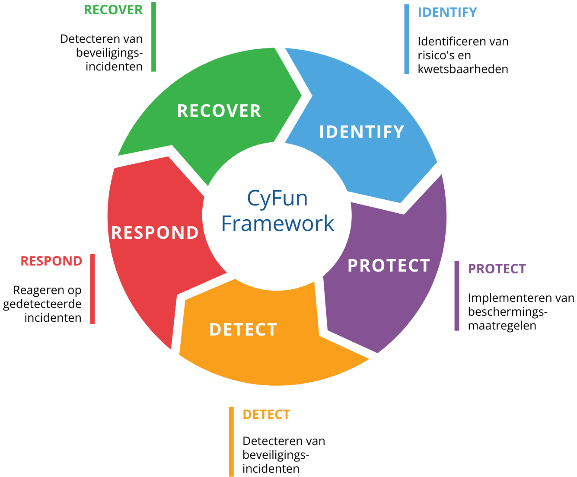 RECOVER
Detecteren van
beveiligings-
incidenten
IDENTIFY
Identificeren van
risico's en
kwetsbaarheden
RECOVER
IDENTIFY
CyFun
Framework
RESPOND
PROTECT
DETECT
RESPOND
Reageren op
gedetecteerde
incidenten
PROTECT
Implementeren van
beschermings-
maatregelen
DETECT
Detecteren van
beveiligings-
incidenten